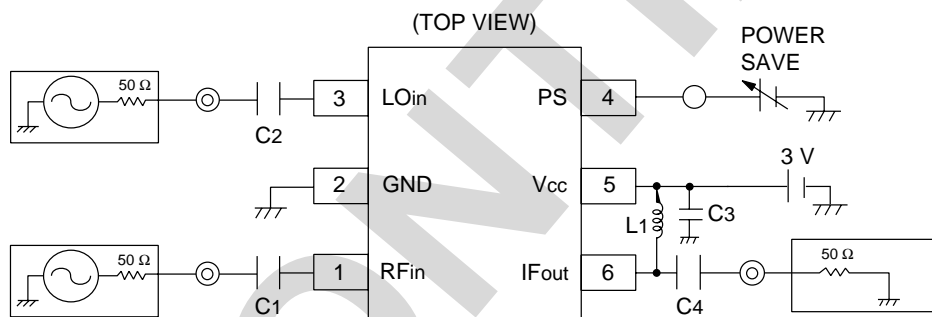 (TOP VIEW)
POWER
SAVE
50 Ω
C2
3 LOin
PS 4
2 GND
Vcc 5
3 V
L1
C3
50 Ω
C1
1 RFin
IFout 6
C4
50 Ω